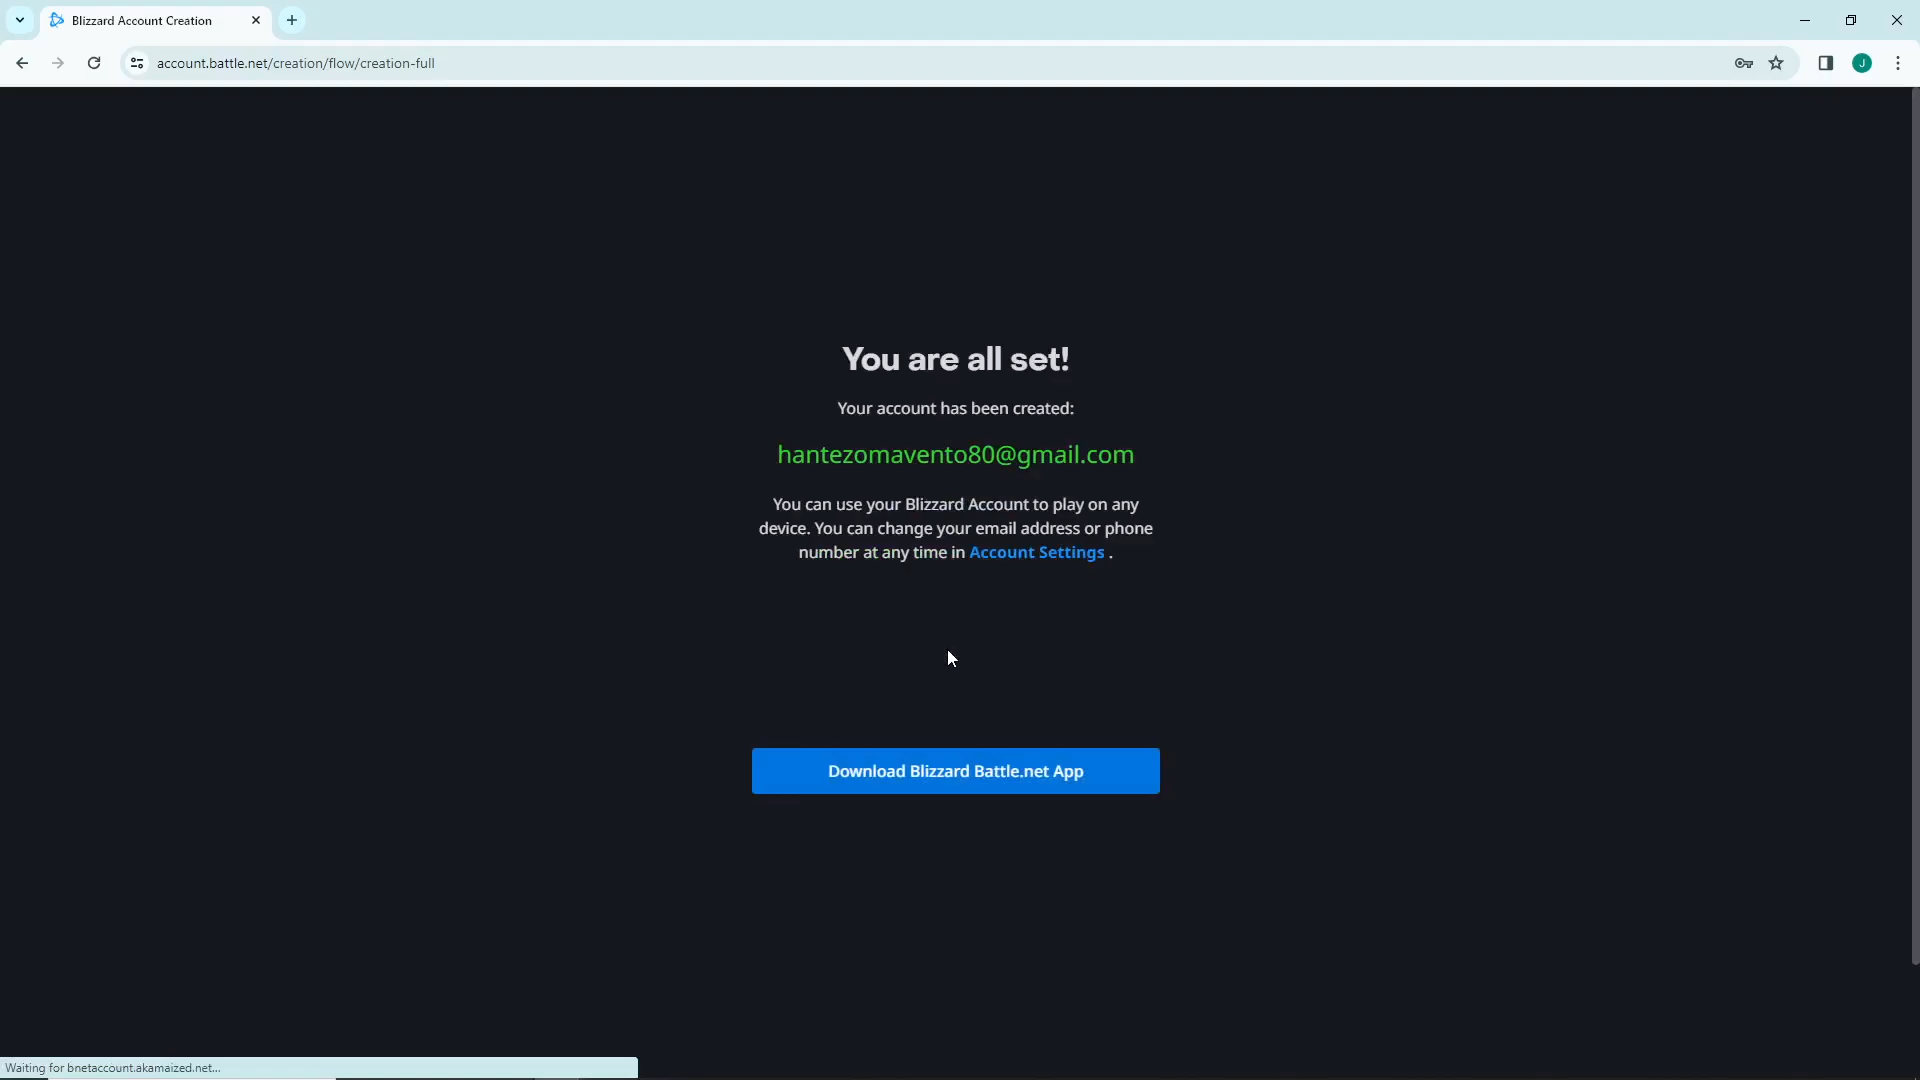 Blizzard Account Creation
account.battle.net/creation/flow/creation-full
J
You are all set!
Your account has been created:
hantezomavento80@gmail.com
You can use your Blizzard Account to play on any
device. You can change your email address or phone
number at any time in Account Settings .
Download Blizzard Battle.net App
Waiting for bnetaccount.akamaized.net...